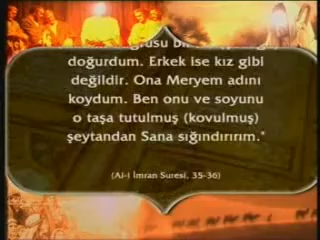 doğurdum. Erkek ise kız gibi
değildir. Ona Meryem adını
koydum. Ben onu ve soyunu
o taşa tutulmuş (kovulmuş)
şeytandan Sana sığındırırım."
(Al-i İmran Suresi, 35-36)